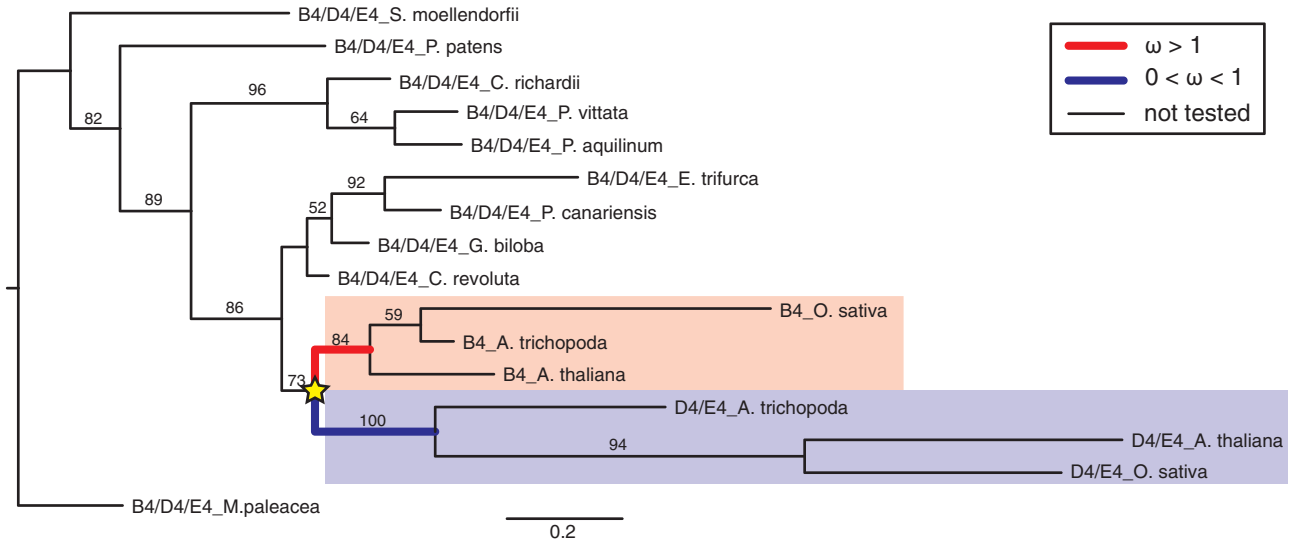 B4/D4/E4_S. moellendorfii
B4/D4/E4_P. patens
82
96
B4/D4/E4_C. richardii
64
B4/D4/E4_P. vittata
B4/D4/E4_P. aquilinum
89
92
B4/D4/E4_E. trifurca
52
B4/D4/E4_P. canariensis
B4/D4/E4_G. biloba
B4/D4/E4_C. revoluta
86
59
B4_O. sativa
84
B4_A. trichopoda
B4_A. thaliana
73
D4/E4_A. trichopoda
100
94
D4/E4_A. thaliana
D4/E4_O. sativa
B4/D4/E4_M.paleacea
0.2
ω > 1
0 < ω < 1
not tested